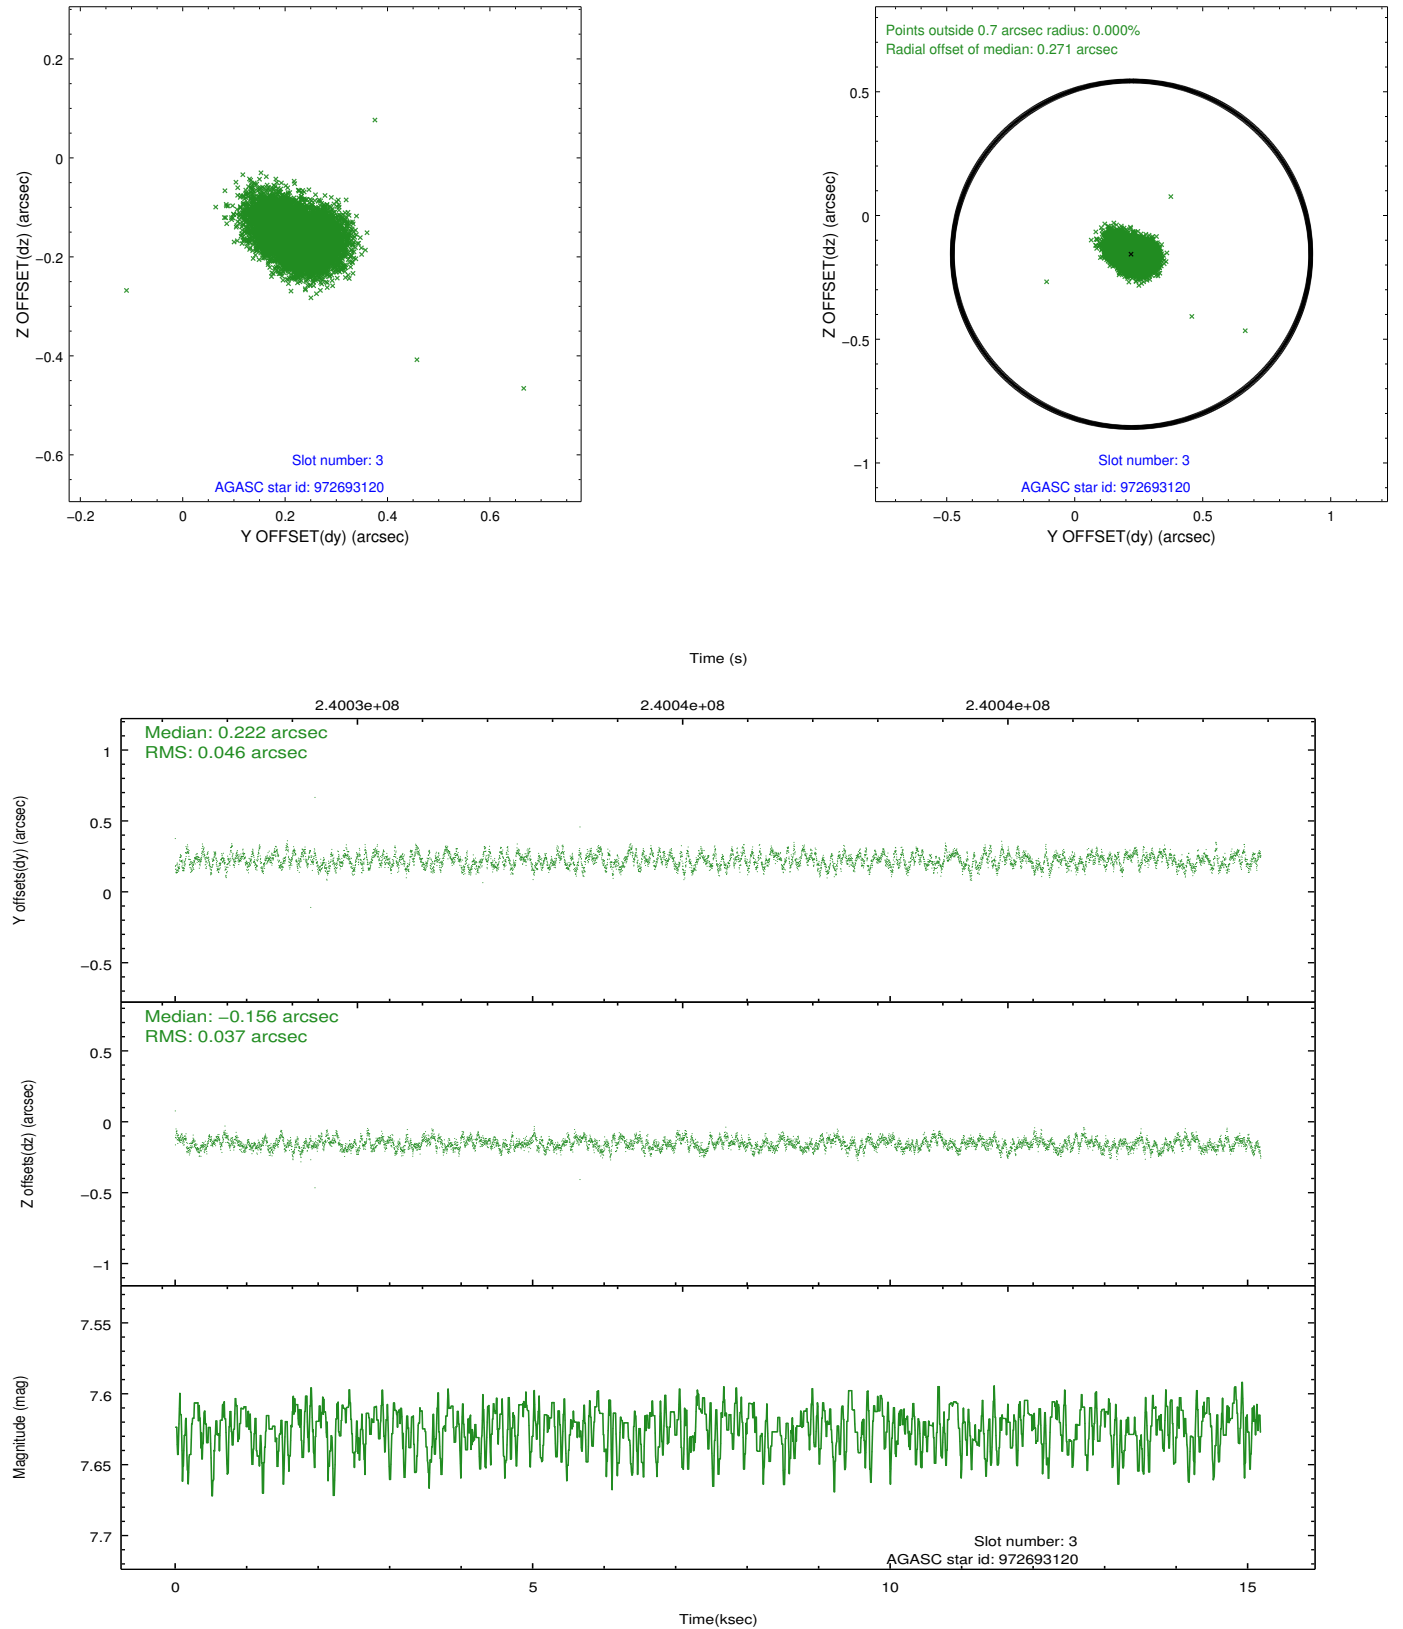 0.2
0
−0.2
−0.4
−0.6
Z OFFSET(dz) (arcsec)
Slot number: 3
AGASC star id: 972693120
−0.2 0 0.2 0.4 0.6
Y OFFSET(dy) (arcsec)
Points outside 0.7 arcsec radius: 0.000%
Radial offset of median: 0.271 arcsec
0.5
0
−0.5
−1
Z OFFSET(dz) (arcsec)
Slot number: 3
AGASC star id: 972693120
−0.5 0 0.5 1
Y OFFSET(dy) (arcsec)
Time (s)
2.4003e+08 2.4004e+08 2.4004e+08
Median: 0.222 arcsec
RMS: 0.046 arcsec
1
0.5
0
−0.5
Y offsets(dy) (arcsec)
Median: −0.156 arcsec
RMS: 0.037 arcsec
0.5
0
−0.5
−1
Z offsets(dz) (arcsec)
7.55
7.6
7.65
7.7
Magnitude (mag)
Slot number: 3
AGASC star id: 972693120
0 5 10 15
Time(ksec)